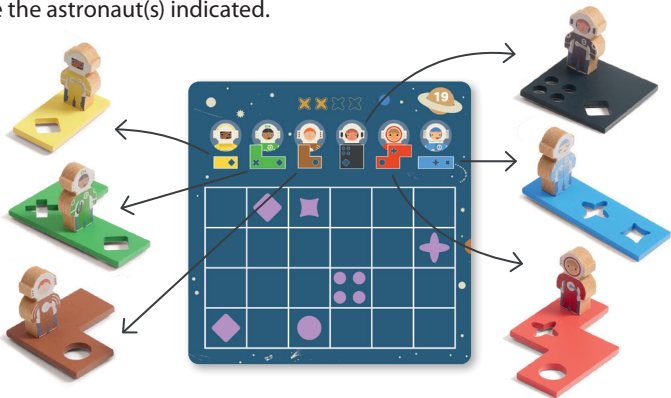 the astronaut(s) indicated.
19